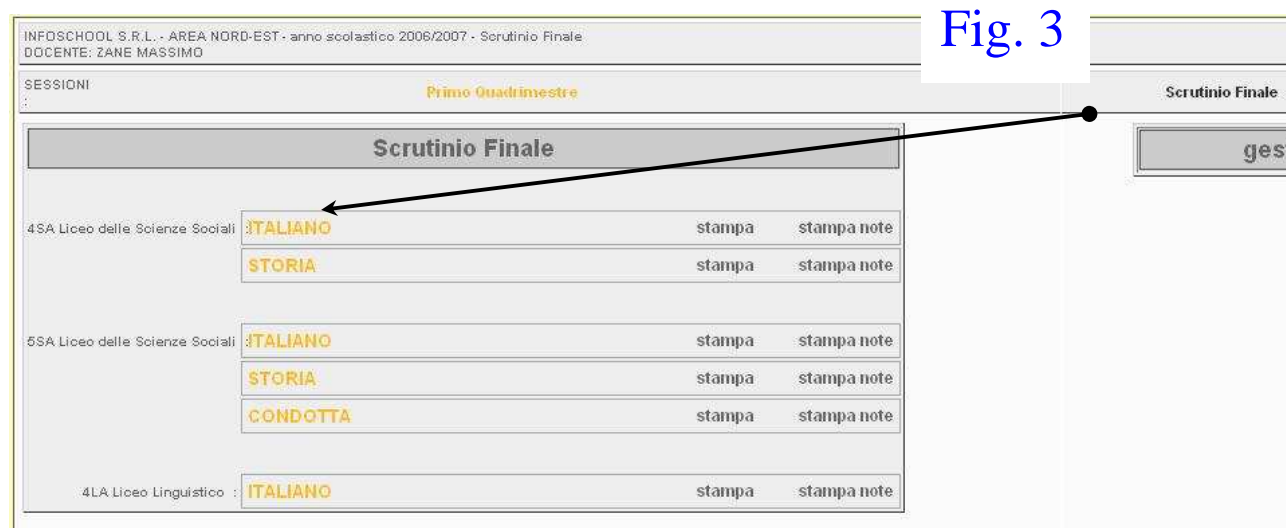 Fig. 3
INFOSCHOOL S.R.L. - AREA NORD-EST - anno scolastico 2006/2007 - Scrutinio Finale
DOCENTE: ZANE MASSIMO
SESSIONI
:
Primo Quadrimestre
Scrutinio Finale
Scrutinio Finale
ges
4SA Liceo delle Scienze Sociali : ITALIANO stampa stampa note
STORIA stampa stampa note
5SA Liceo delle Scienze Sociali : ITALIANO stampa stampa note
STORIA stampa stampa note
CONDOTTA stampa stampa note
4LA Liceo Linguistico : ITALIANO stampa stampa note